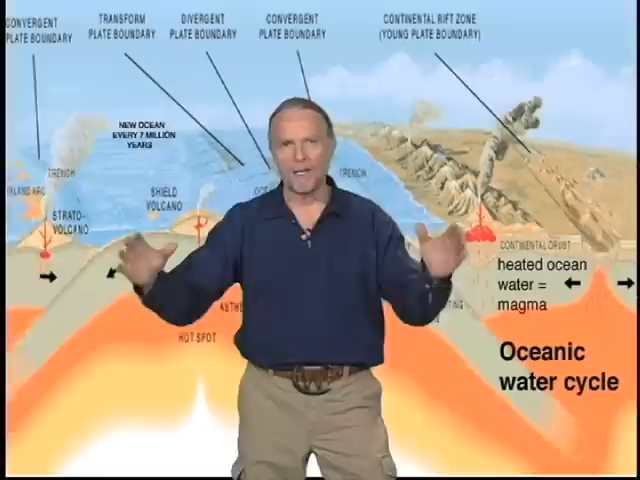 CONVERGENT
PLATE BOUNDARY
TRANSFORM
PLATE BOUNDARY
DIVERGENT
PLATE BOUNDARY
CONVERGENT
PLATE BOUNDARY
CONTINENTAL RIFT ZONE
(YOUNG PLATE BOUNDARY)
NEW OCEAN
EVERY 7 MILLION
YEARS
TRENCH
TRENCH
ISLAND ARC
SHIELD
VOLCANO
STRATO-
VOLCANO
CONTINENTAL CRUST
heated ocean
water =
magma
HOT SPOT
Oceanic
water cycle